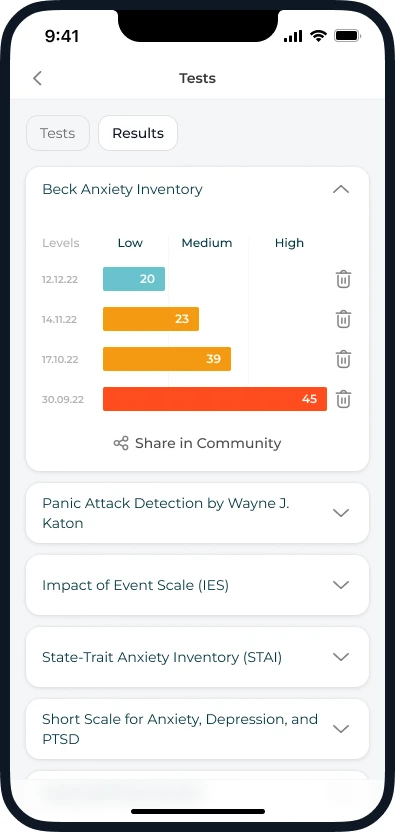 9:41
Tests
Tests Results
Beck Anxiety Inventory
Levels Low Medium High
12.12.22 20
14.11.22 23
17.10.22 39
30.09.22 45
Share in Community
Panic Attack Detection by Wayne J.
Katon
Impact of Event Scale (IES)
State-Trait Anxiety Inventory (STAI)
Short Scale for Anxiety, Depression, and
PTSD